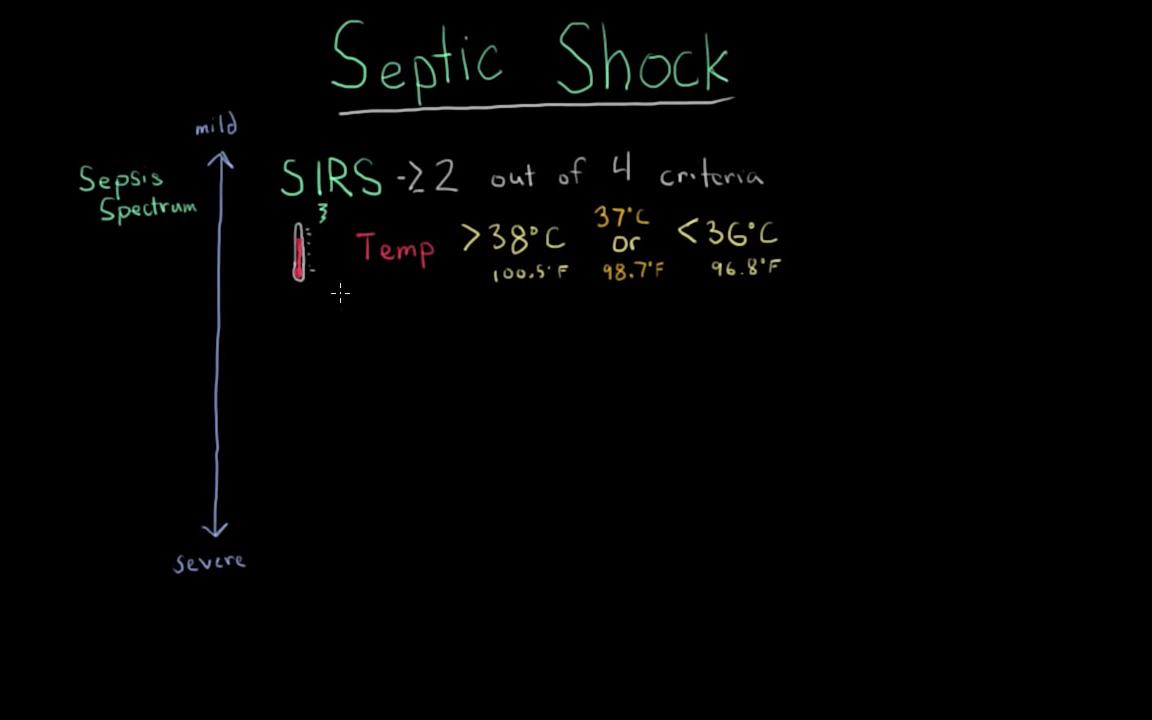 Septic Shock
mild
Sepsis
Spectrum
SIRS -> ≥2 out of 4 criteria
Temp >38°C 37°C or <36°C
100.5°F 98.7°F 96.8°F
severe